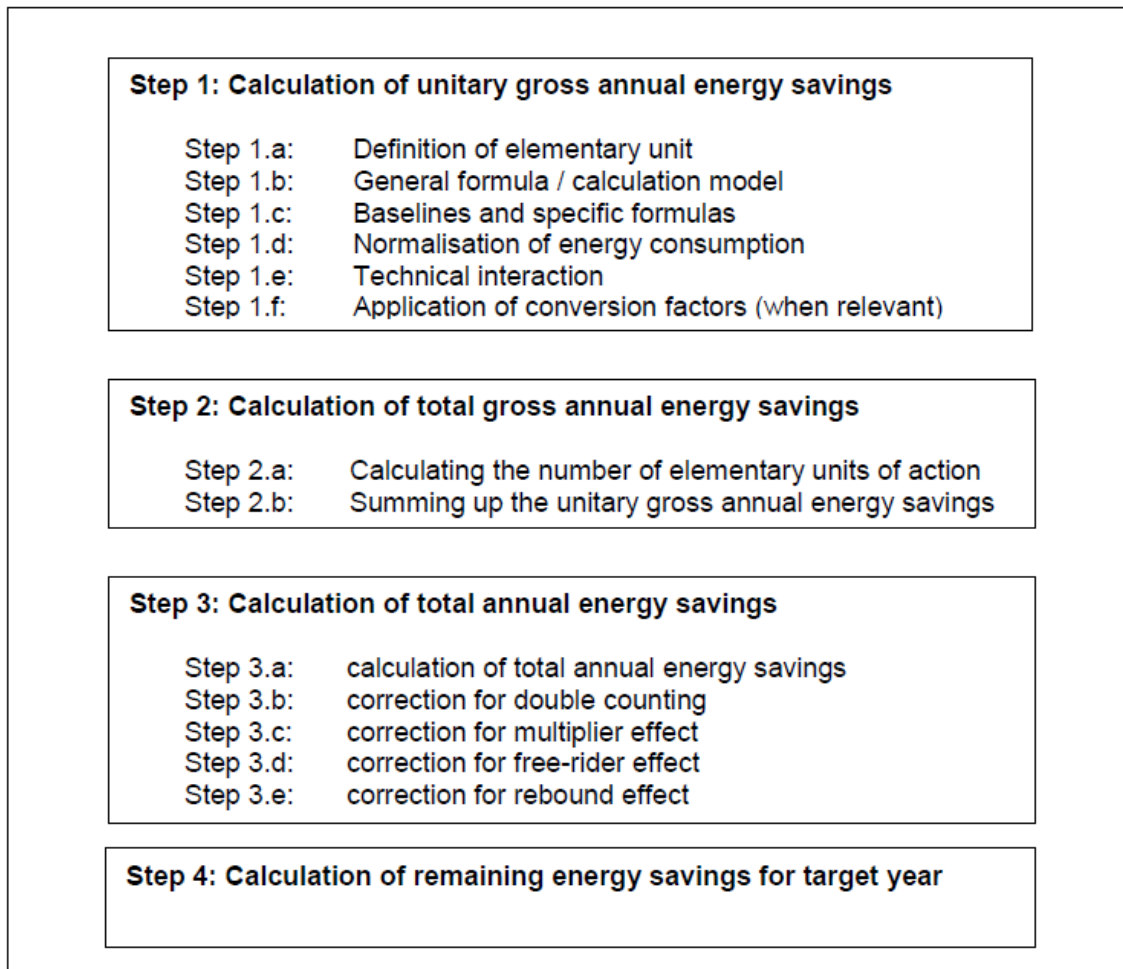 Step 1: Calculation of unitary gross annual energy savings
Step 1.a: Definition of elementary unit
Step 1.b: General formula / calculation model
Step 1.c: Baselines and specific formulas
Step 1.d: Normalisation of energy consumption
Step 1.e: Technical interaction
Step 1.f: Application of conversion factors (when relevant)
Step 2: Calculation of total gross annual energy savings
Step 2.a: Calculating the number of elementary units of action
Step 2.b: Summing up the unitary gross annual energy savings
Step 3: Calculation of total annual energy savings
Step 3.a: calculation of total annual energy savings
Step 3.b: correction for double counting
Step 3.c: correction for multiplier effect
Step 3.d: correction for free-rider effect
Step 3.e: correction for rebound effect
Step 4: Calculation of remaining energy savings for target year